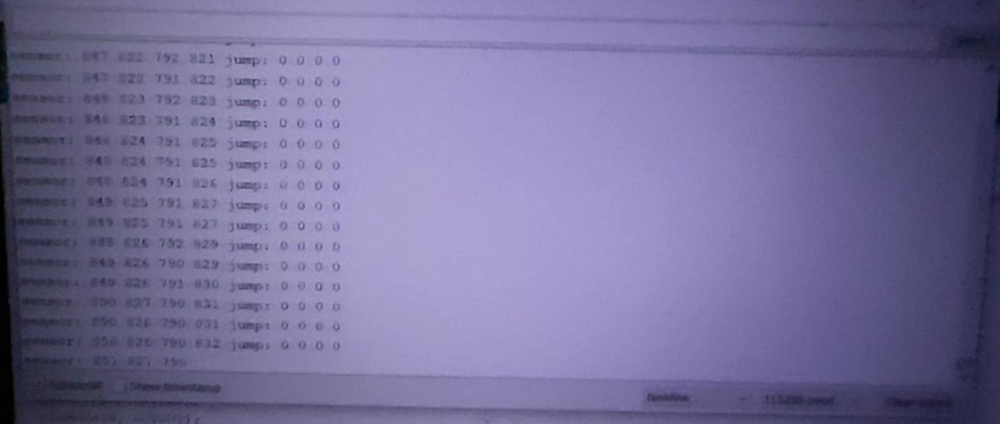 sensor: 847 822 792 821 jump: 0 0 0 0
sensor: 847 822 791 822 jump: 0 0 0 0
sensor: 848 823 792 823 jump: 0 0 0 0
sensor: 848 823 791 824 jump: 0 0 0 0
sensor: 848 824 791 825 jump: 0 0 0 0
sensor: 848 824 791 825 jump: 0 0 0 0
sensor: 848 824 791 826 jump: 0 0 0 0
sensor: 849 825 791 827 jump: 0 0 0 0
sensor: 849 825 791 827 jump: 0 0 0 0
sensor: 849 826 792 829 jump: 0 0 0 0
sensor: 849 826 790 829 jump: 0 0 0 0
sensor: 849 826 791 830 jump: 0 0 0 0
sensor: 850 827 790 831 jump: 0 0 0 0
sensor: 850 826 790 831 jump: 0 0 0 0
sensor: 850 826 790 832 jump: 0 0 0 0
sensor: 851 827 790
Autoscroll Show timestamp Newline 115200 baud Clear output